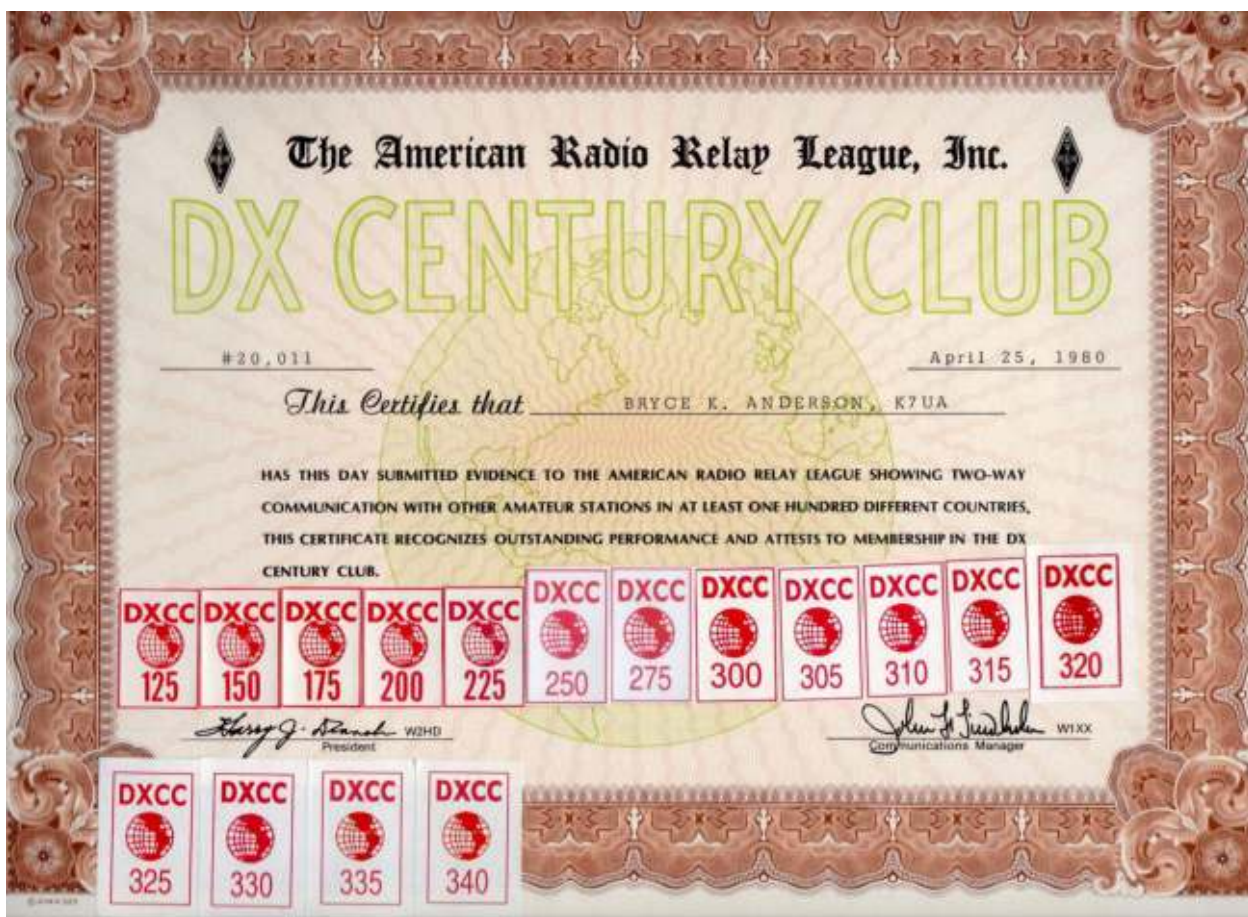 The American Radio Relay League, Inc.
DX CENTURY CLUB
#20,011
April 25, 1980
This Certifies that BRYCE K. ANDERSON, K7UA
HAS THIS DAY SUBMITTED EVIDENCE TO THE AMERICAN RADIO RELAY LEAGUE SHOWING TWO-WAY
COMMUNICATION WITH OTHER AMATEUR STATIONS IN AT LEAST ONE HUNDRED DIFFERENT COUNTRIES,
THIS CERTIFICATE RECOGNIZES OUTSTANDING PERFORMANCE AND ATTESTS TO MEMBERSHIP IN THE DX
CENTURY CLUB.
DXCC DXCC DXCC DXCC DXCC DXCC DXCC DXCC DXCC DXCC DXCC DXCC
125 150 175 200 225 250 275 300 305 310 315 320
Harry J. W2HD
President
John F. W1XX
Communications Manager
DXCC DXCC DXCC DXCC
325 330 335 340